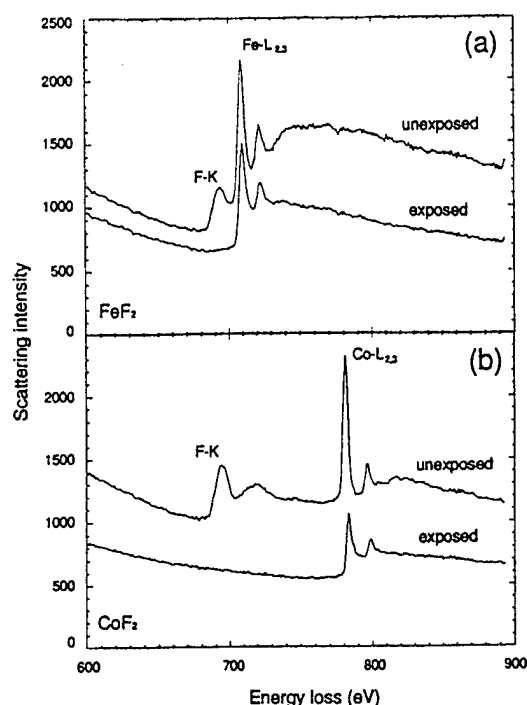 2500
(a)
Fe-L2,3
2000
unexposed
1500
F-K
1000
exposed
500
FeF2
0
Scattering intensity
Co-L2,3
(b)
2000
F-K
1500
unexposed
1000
exposed
500
CoF2
0
600
700
800
900
Energy loss (eV)